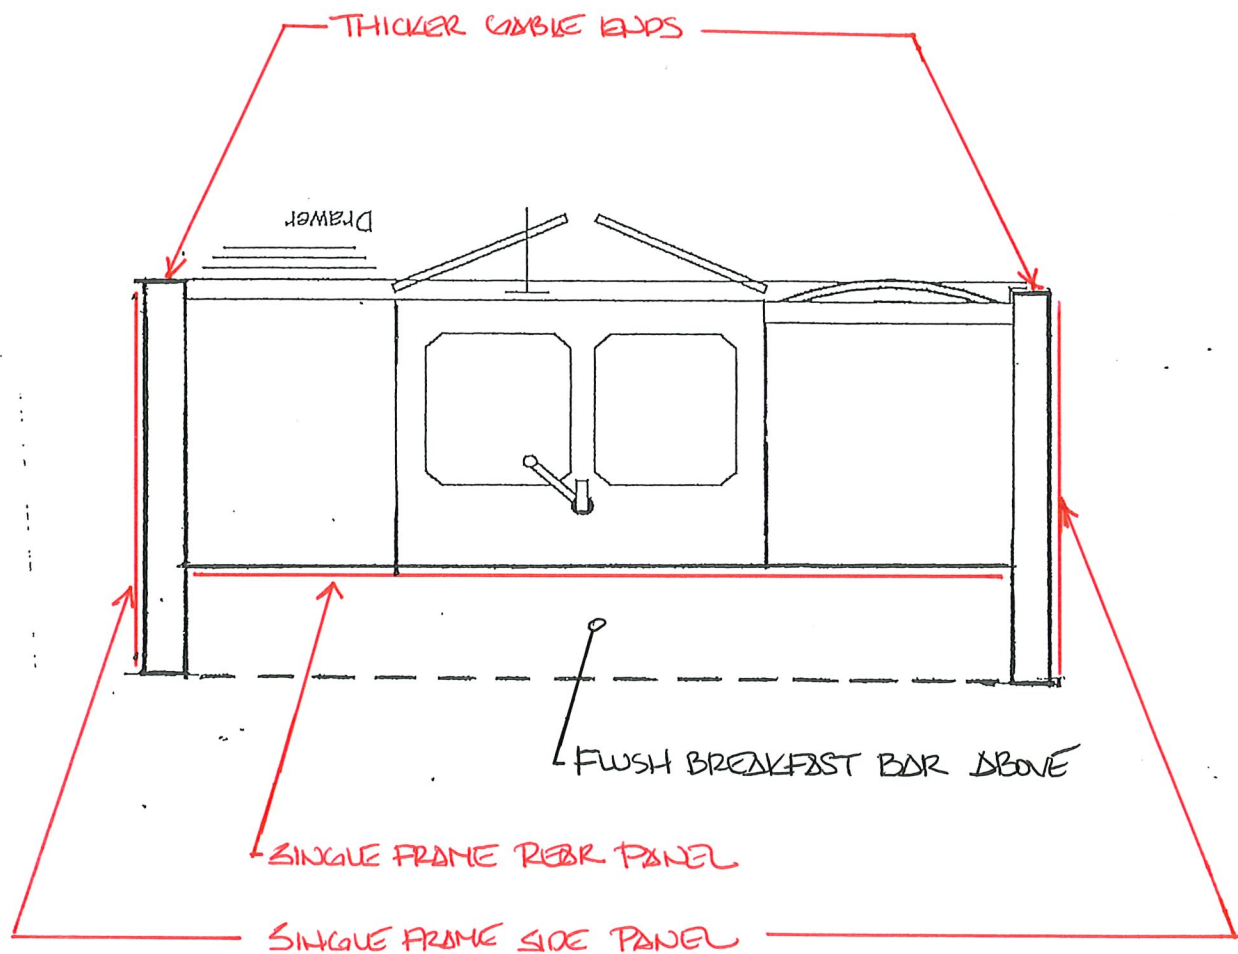 THICKER GABLE ENDS
Drawer
FLUSH BREAKFAST BAR ABOVE
SINGLE FRAME REAR PANEL
SINGLE FRAME SIDE PANEL